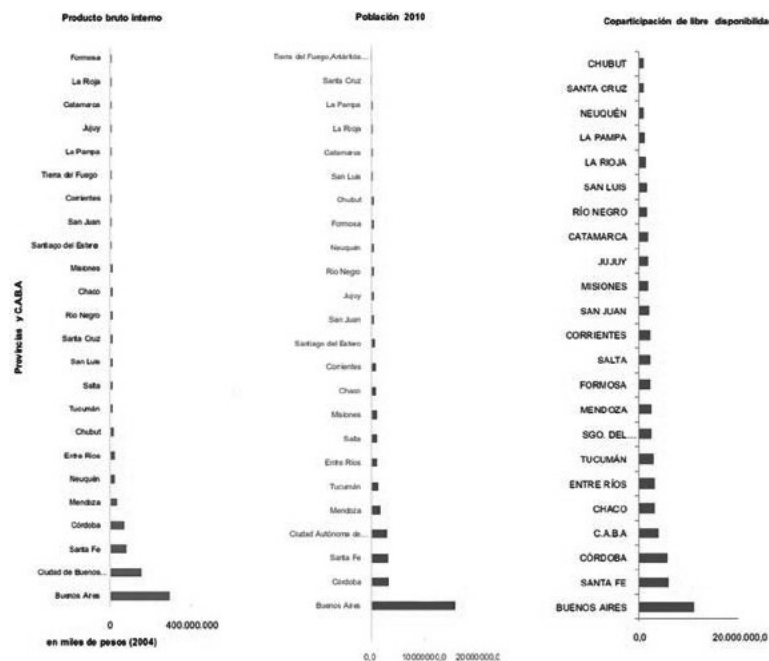 Producto bruto interno
Formosa
La Rioja
Catamarca
Jujuy
La Pampa
Tierra del Fuego
Corrientes
San Juan
Santiago del Estero
Misiones
Chaco
Rio Negro
Santa Cruz
San Luis
Salta
Tucumán
Chubut
Entre Rios
Neuquén
Mendoza
Córdoba
Santa Fe
Ciudad de Buenos...
Buenos Aires
Provincias y C.A.B.A
0
400.000.000
en miles de pesos (2004)
Población 2010
Tierra del Fuego,Antártida...
Santa Cruz
La Pampa
La Rioja
Catamarca
San Luis
Chubut
Formosa
Neuquén
Rio Negro
Jujuy
San Juan
Santiago del Estero
Corrientes
Chaco
Misiones
Salta
Entre Ríos
Tucumán
Mendoza
Ciudad Autónoma de...
Santa Fe
Córdoba
Buenos Aires
0,0
10000000,0
20000000,0
Coparticipación de libre disponibilida
CHUBUT
SANTA CRUZ
NEUQUÉN
LA PAMPA
LA RIOJA
SAN LUIS
RÍO NEGRO
CATAMARCA
JUJUY
MISIONES
SAN JUAN
CORRIENTES
SALTA
FORMOSA
MENDOZA
SGO. DEL...
TUCUMÁN
ENTRE RÍOS
CHACO
C.A.B.A
CÓRDOBA
SANTA FE
BUENOS AIRES
0,0
20.000.000,0